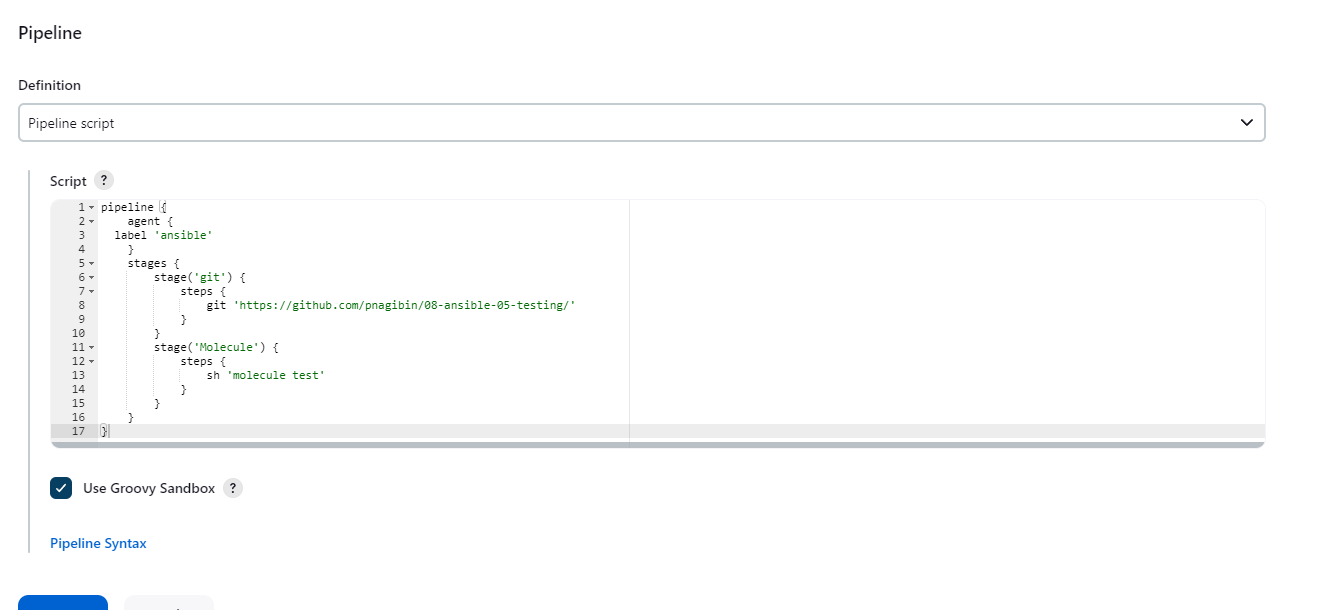 Pipeline
Definition
Pipeline script
Script ?
1 pipeline {
2     agent {
3   label 'ansible'
4     }
5     stages {
6         stage('git') {
7             steps {
8                 git 'https://github.com/pnagibin/08-ansible-05-testing/'
9             }
10         }
11         stage('Molecule') {
12             steps {
13                 sh 'molecule test'
14             }
15         }
16     }
17 }
Use Groovy Sandbox ?
Pipeline Syntax